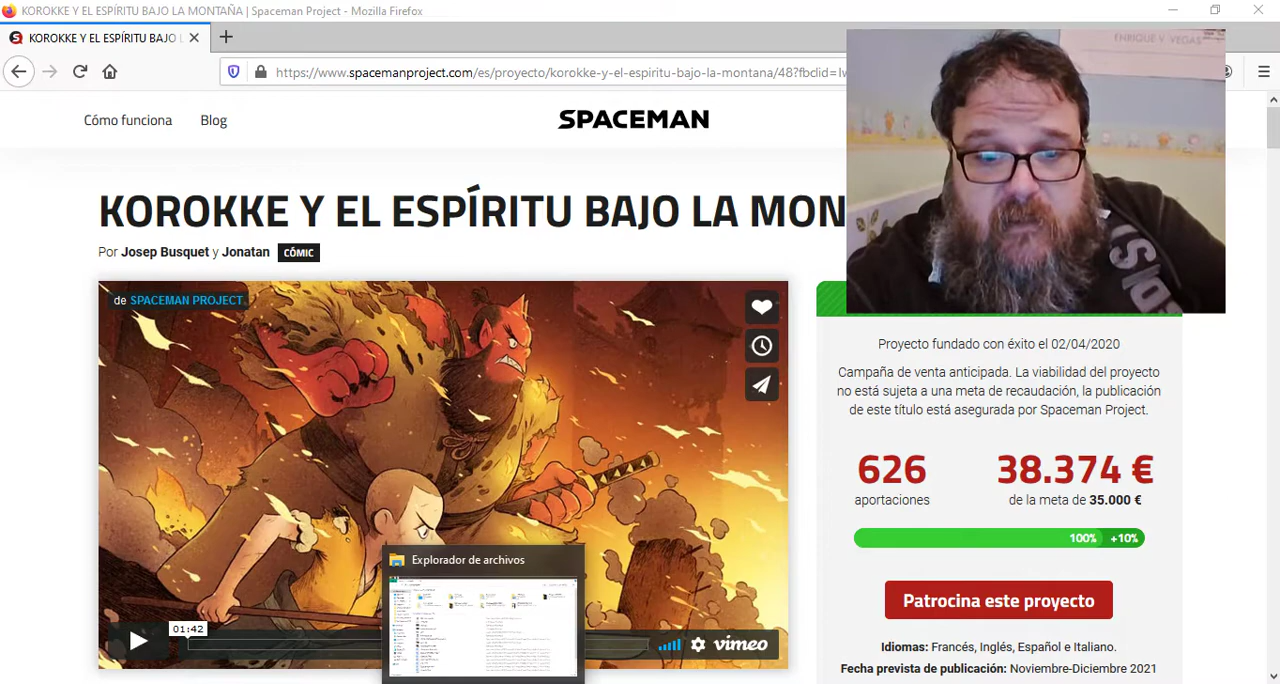 KOROKKE Y EL ESPÍRITU BAJO LA MONTAÑA | Spaceman Project - Mozilla Firefox
KOROKKE Y EL ESPÍRITU BAJO L
https://www.spacemanproject.com/es/proyecto/korokke-y-el-espiritu-bajo-la-montana/48?fbclid=Iw
ENRIQUE V. VEGAS
Cómo funciona
Blog
SPACEMAN
KOROKKE Y EL ESPÍRITU BAJO LA MON
Por Josep Busquet y Jonatan CÓMIC
de SPACEMAN PROJECT
Proyecto fundado con éxito el 02/04/2020
Campaña de venta anticipada. La viabilidad del proyecto
no está sujeta a una meta de recaudación, la publicación
de este título está asegurada por Spaceman Project.
626
aportaciones
38.374 €
de la meta de 35.000 €
100% +10%
Patrocina este proyecto
Idiomas: Francés, Inglés, Español e Italiano.
Fecha prevista de publicación: Noviembre-Diciembre 2021
Explorador de archivos
01:42
vimeo